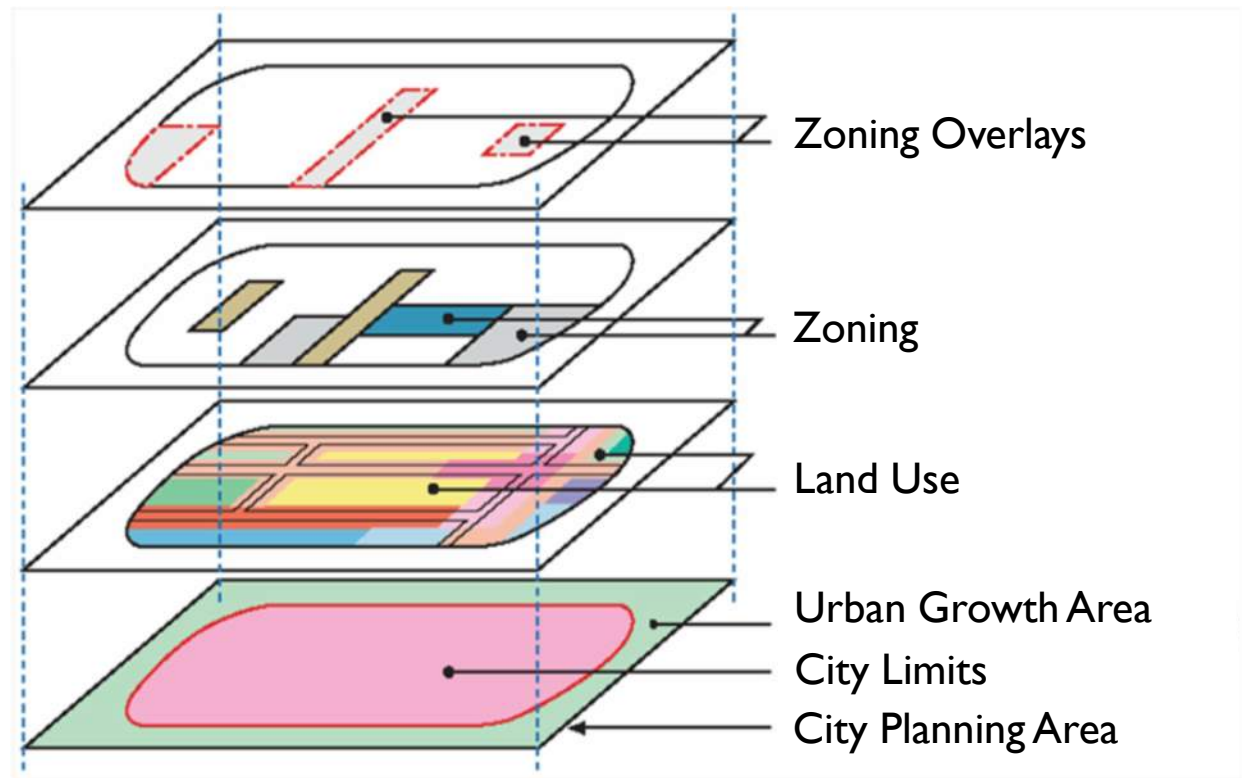 Zoning Overlays
Zoning
Land Use
Urban Growth Area
City Limits
City Planning Area